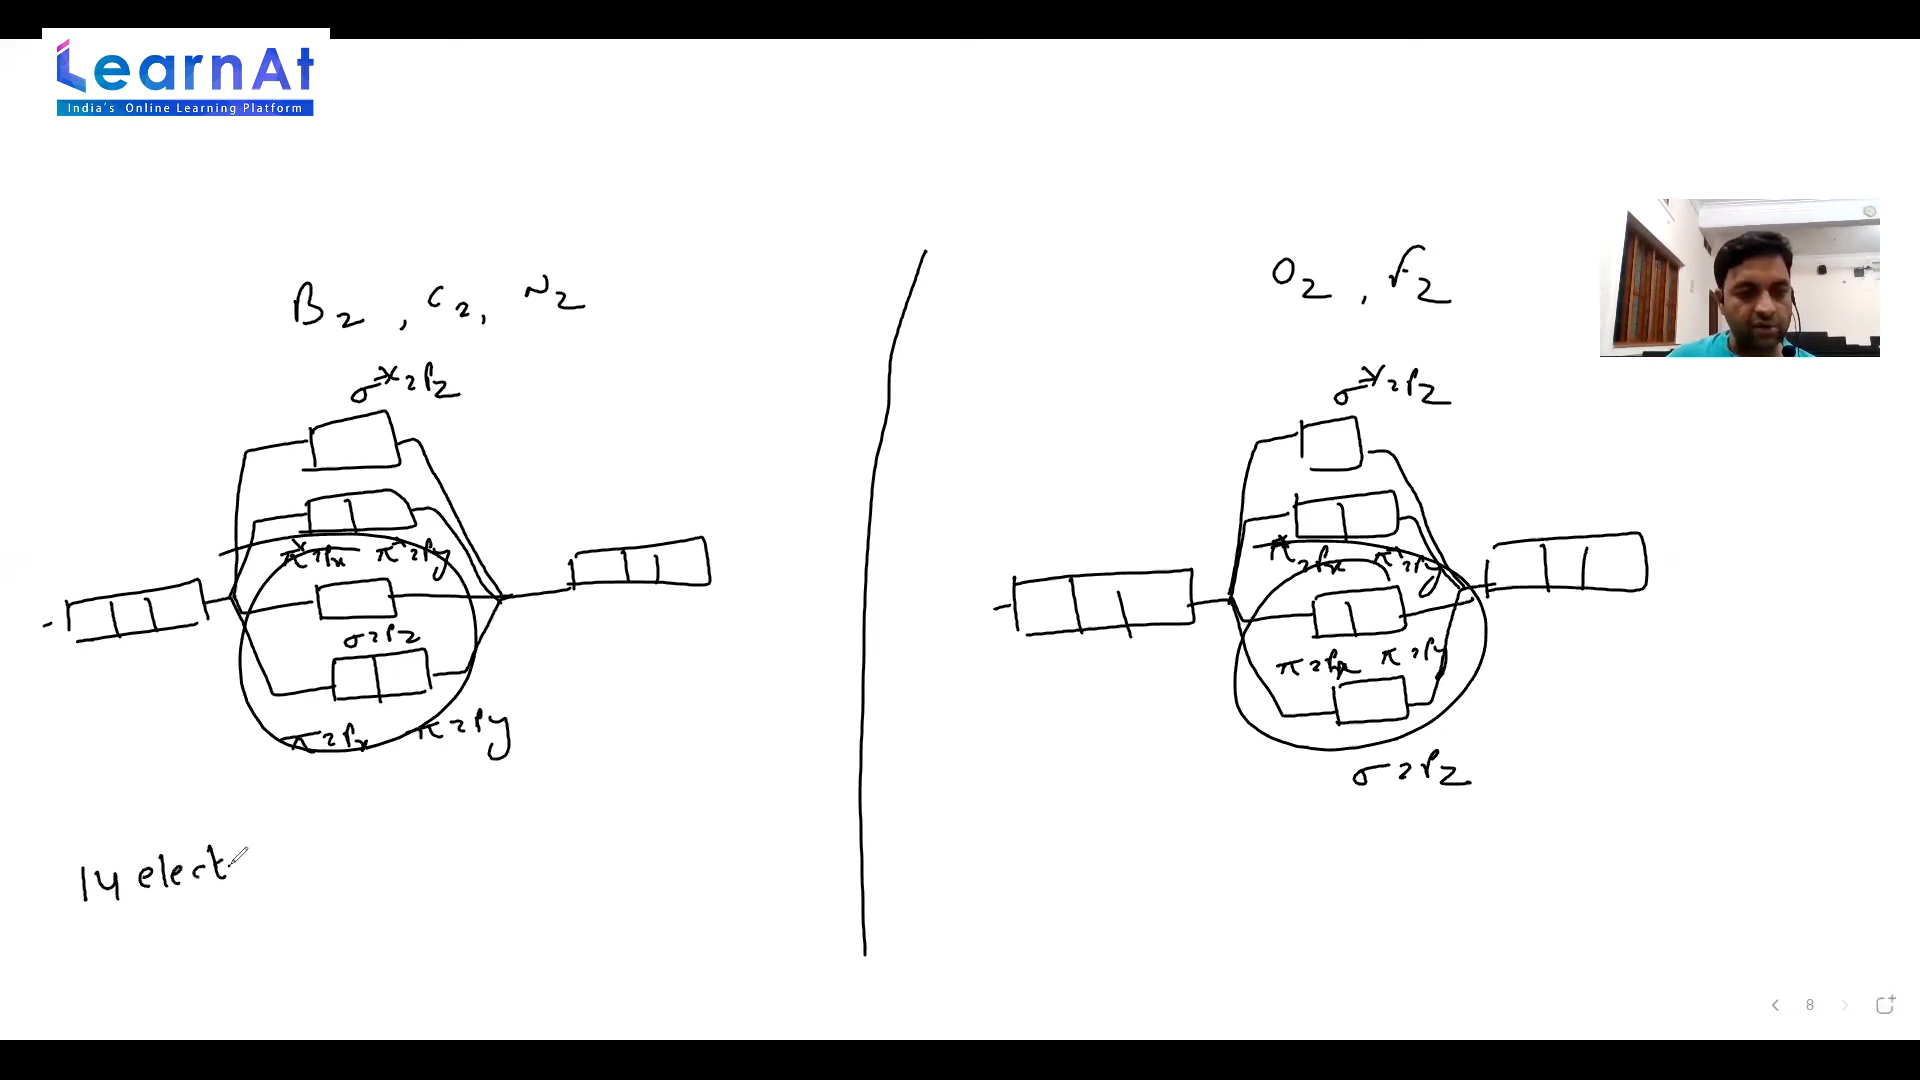 LearnAt
India's Online Learning Platform
B2, C2, N2
σ*2Pz
π*2Px π*2Py
σ2Pz
π2Px π2Py
14 elect
O2, F2
σ*2Pz
π*2Px π*2Py
π2Px π2Py
σ2Pz
8